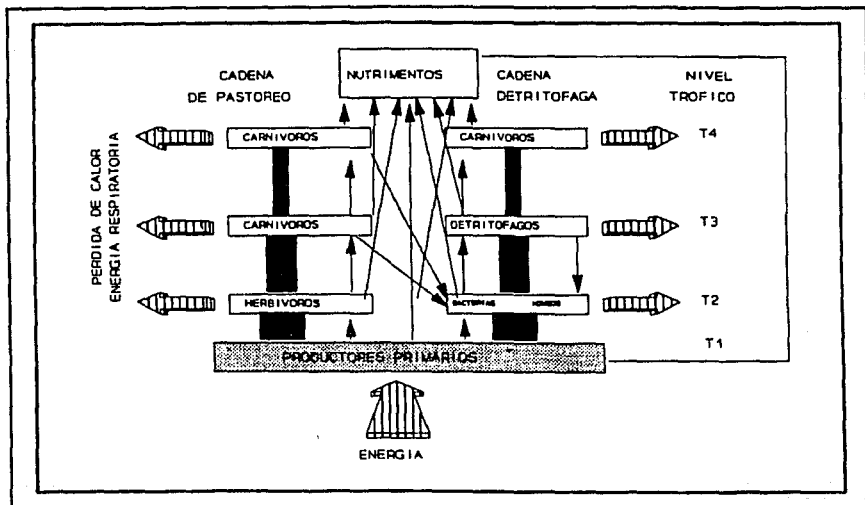 CADENA
DE PASTOREO
NUTRIMENTOS
CADENA
DETRITOFAGA
NIVEL
TROFICO
CARNIVOROS
CARNIVOROS
T4
PERDIDA DE CALOR
ENERGIA RESPIRATORIA
CARNIVOROS
DETRITOFAGOS
T3
HERBIVOROS
BACTERIAS
HONGOS
T2
T1
PRODUCTORES PRIMARIOS
ENERGIA